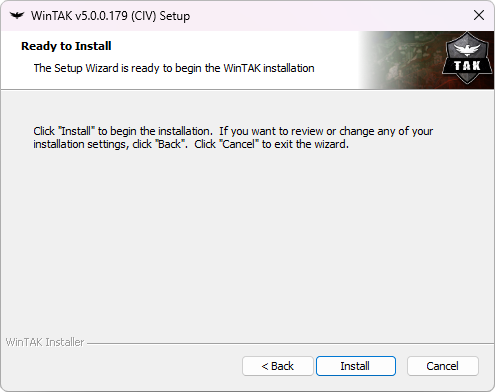 WinTAK v5.0.0.179 (CIV) Setup
Ready to Install
The Setup Wizard is ready to begin the WinTAK installation
TAK
Click "Install" to begin the installation.  If you want to review or change any of your
installation settings, click "Back".  Click "Cancel" to exit the wizard.
WinTAK Installer
< Back
Install
Cancel